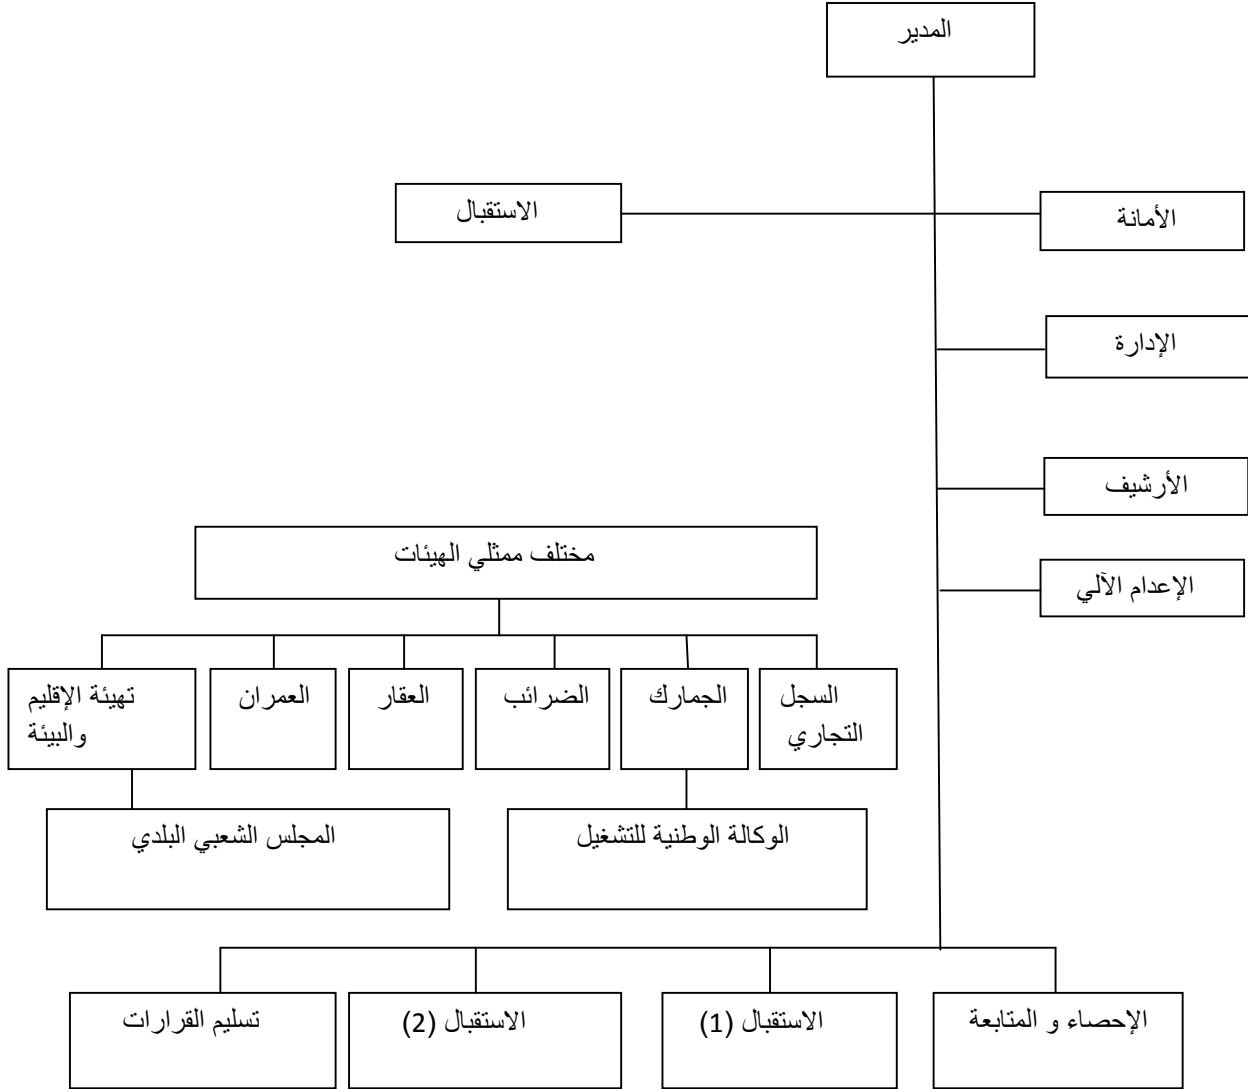 المدير
الأمانة
الاستقبال
الإدارة
الأرشيف
مختلف ممثلي الهيئات
الإعدام الآلي
السجل
التجاري
الجمارك
الضرائب
العقار
العمران
تهيئة الإقليم
والبيئة
الوكالة الوطنية للتشغيل
المجلس الشعبي البلدي
الإحصاء و المتابعة
الاستقبال (1)
الاستقبال (2)
تسليم القرارات